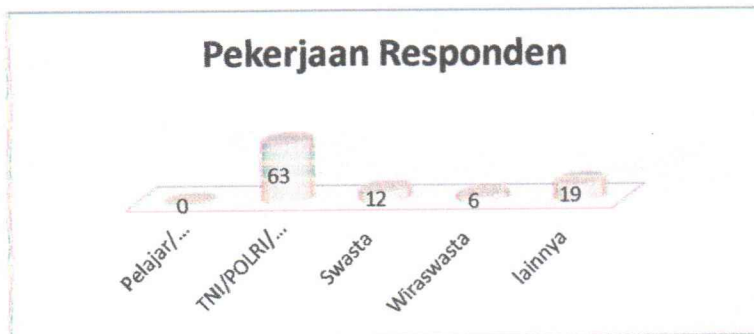 Pekerjaan Responden
63
0
12
6
19
Pelajar/...
TNI/POLRI/...
Swasta
Wiraswasta
lainnya